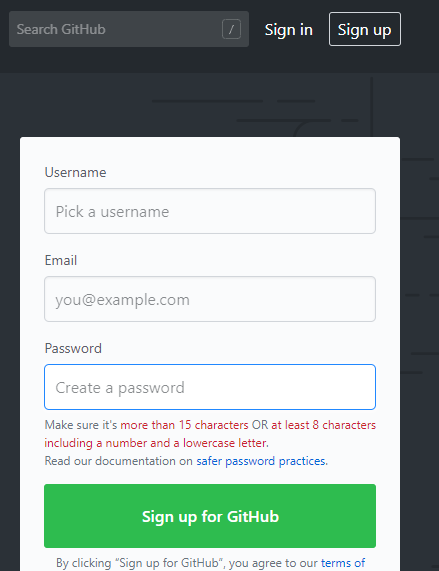 Search GitHub / Sign in Sign up
Username
Pick a username
Email
you@example.com
Password
Create a password
Make sure it's more than 15 characters OR at least 8 characters
including a number and a lowercase letter.
Read our documentation on safer password practices.
Sign up for GitHub
By clicking “Sign up for GitHub”, you agree to our terms of